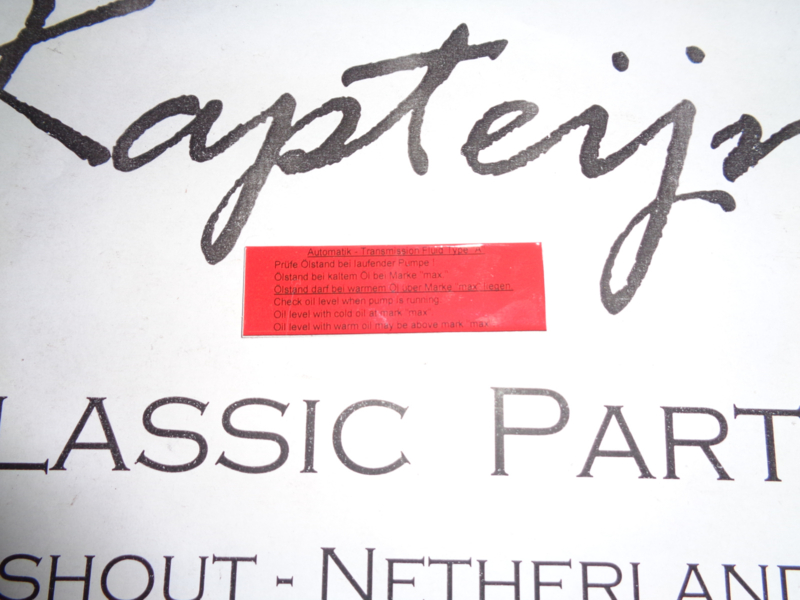 Kapteijn
Automatik - Transmission Fluid Type "A"
Prüfe Ölstand bei laufender Pumpe !
Ölstand bei kaltem Öl bei Marke "max."
Ölstand darf bei warmem Öl über Marke "max" liegen.
Check oil level when pump is running.
Oil level with cold oil at mark "max"
Oil level with warm oil may be above mark "max"
LASSIC PART
SHOUT - NETHERLAND